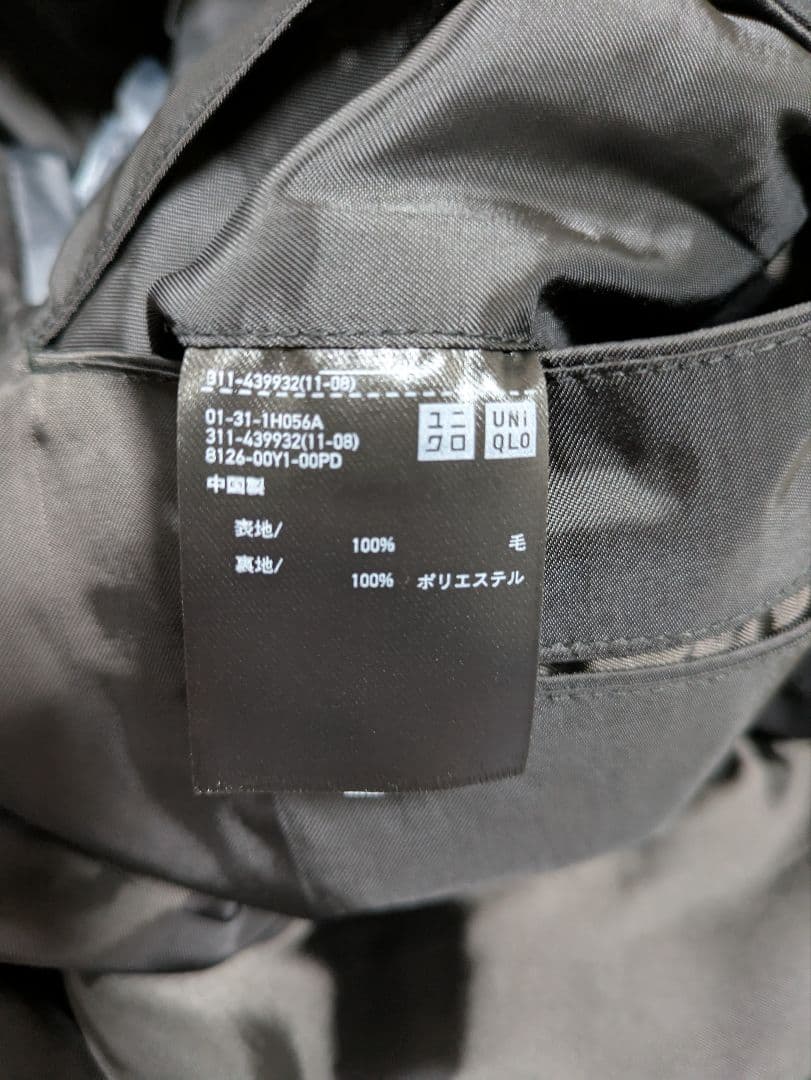 311-439932(11-08)
01-31-1H056A
311-439932(11-08)
8126-00Y1-00PD
中国製
ユニ
クロ
UNI
QLO
表地/
100% 毛
裏地/
100% ポリエステル